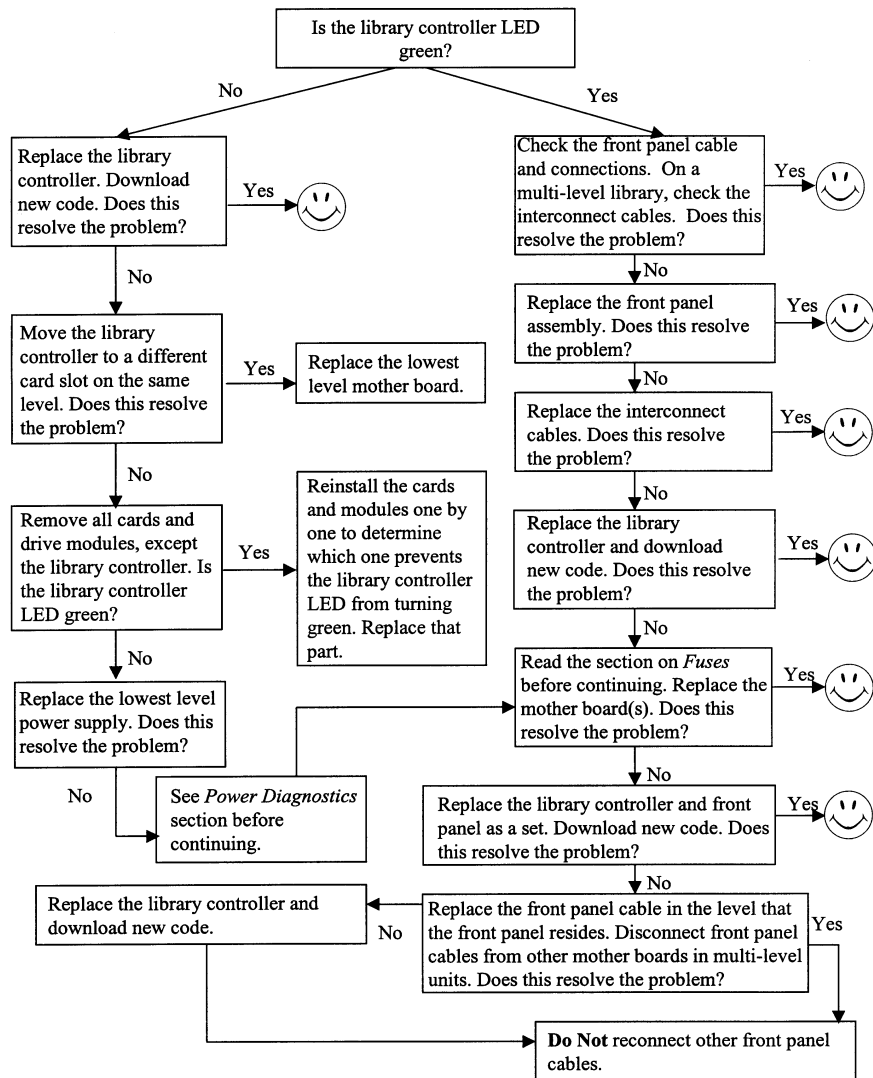 Is the library controller LED
green?
No
Yes
Replace the library
controller. Download
new code. Does this
resolve the problem?
Yes
Check the front panel cable
and connections. On a
multi-level library, check the
interconnect cables. Does this
resolve the problem?
Yes
No
No
Move the library
controller to a different
card slot on the same
level. Does this resolve
the problem?
Yes
Replace the lowest
level mother board.
Replace the front panel
assembly. Does this resolve
the problem?
Yes
No
Replace the interconnect
cables. Does this resolve
the problem?
Yes
No
No
Remove all cards and
drive modules, except
the library controller. Is
the library controller
LED green?
Yes
Reinstall the cards
and modules one by
one to determine
which one prevents
the library controller
LED from turning
green. Replace that
part.
Replace the library
controller and download
new code. Does this resolve
the problem?
Yes
No
No
Replace the lowest level
power supply. Does this
resolve the problem?
Read the section on Fuses
before continuing. Replace the
mother board(s). Does this
resolve the problem?
Yes
No
No
See Power Diagnostics
section before
continuing.
Replace the library controller and front
panel as a set. Download new code. Does
this resolve the problem?
Yes
No
Replace the library controller and
download new code.
No
Replace the front panel cable in the level that
the front panel resides. Disconnect front panel
cables from other mother boards in multi-level
units. Does this resolve the problem?
Yes
Do Not reconnect other front panel
cables.